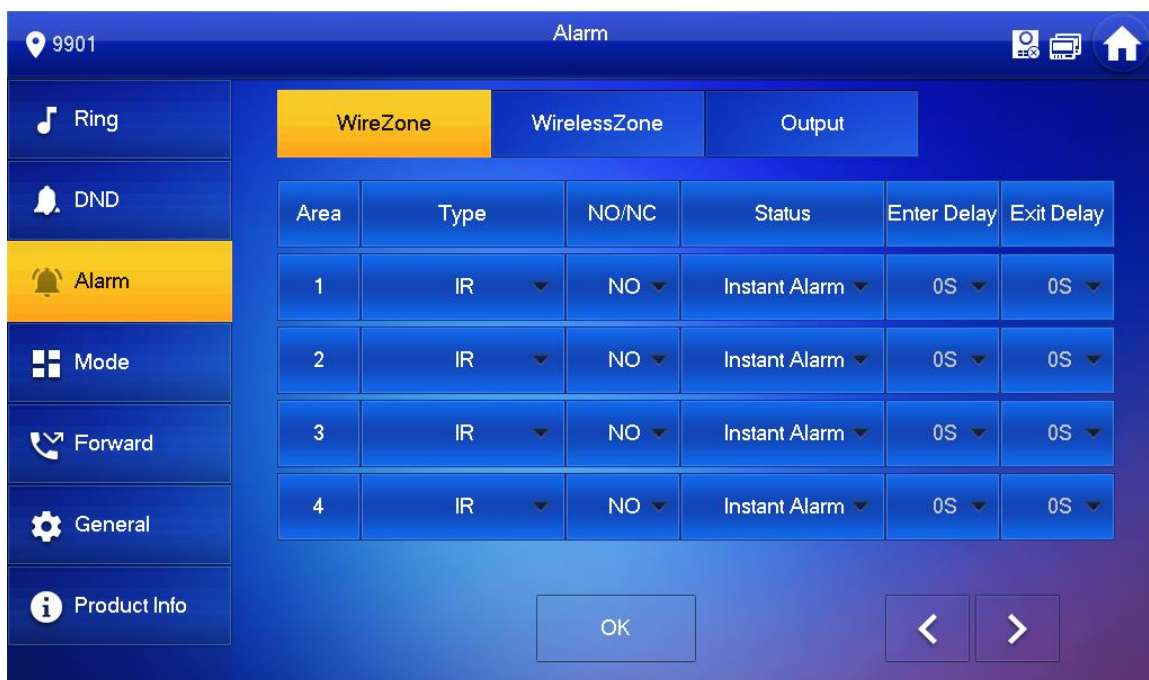 9901 Alarm
Ring
DND
Alarm
Mode
Forward
General
Product Info
WireZone WirelessZone Output
Area Type NO/NC Status Enter Delay Exit Delay
1 IR NO Instant Alarm 0S 0S
2 IR NO Instant Alarm 0S 0S
3 IR NO Instant Alarm 0S 0S
4 IR NO Instant Alarm 0S 0S
OK